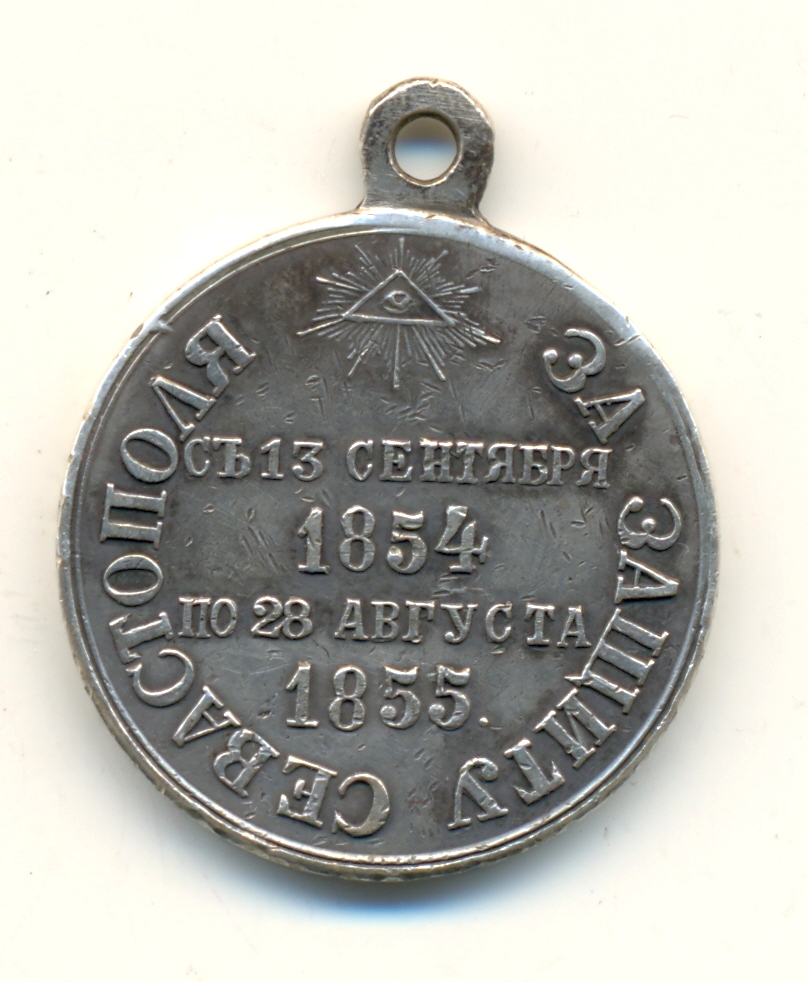 ЗА ЗАЩИТУ СЕВАСТОПОЛЯ
СЪ 13 СЕНТЯБРЯ
1854
ПО 28 АВГУСТА
1855.